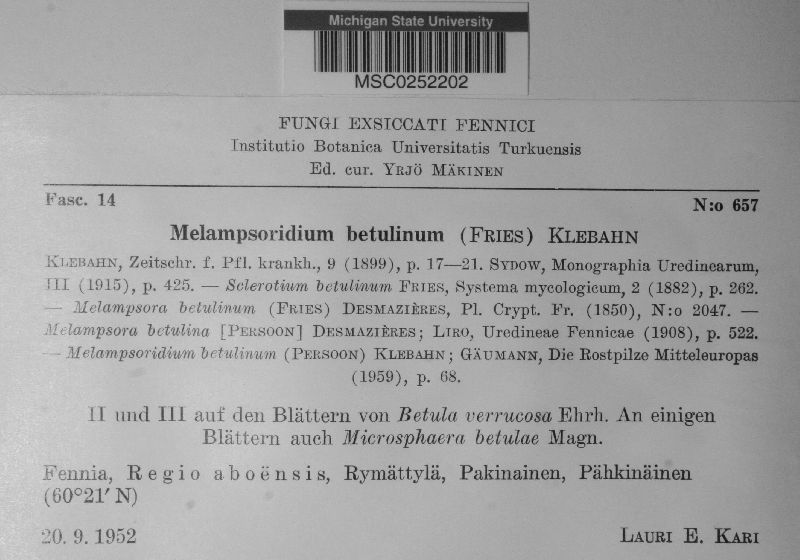 Michigan State University
MSC0252202
FUNGI EXSICCATI FENNICI
Institutio Botanica Universitatis Turkuensis
Ed. cur. YRJÖ MÄKINEN
Fasc. 14 N:o 657
Melampsoridium betulinum (FRIES) KLEBAHN
KLEBAHN, Zeitschr. f. Pfl. krankh., 9 (1899), p. 17—21. SYDOW, Monographia Uredinearum,
III (1915), p. 425. — Sclerotium betulinum FRIES, Systema mycologicum, 2 (1882), p. 262.
— Melampsora betulinum (FRIES) DESMAZIÈRES, Pl. Crypt. Fr. (1850), N:o 2047. —
Melampsora betulina [PERSOON] DESMAZIÈRES; LIRO, Uredineae Fennicae (1908), p. 522.
— Melampsoridium betulinum (PERSOON) KLEBAHN; GÄUMANN, Die Rostpilze Mitteleuropas
(1959), p. 68.
II und III auf den Blättern von Betula verrucosa Ehrh. An einigen
Blättern auch Microsphaera betulae Magn.
Fennia, Regio aboënsis, Rymättylä, Pakinainen, Pähkinäinen
(60°21′ N)
20. 9. 1952 LAURI E. KARI